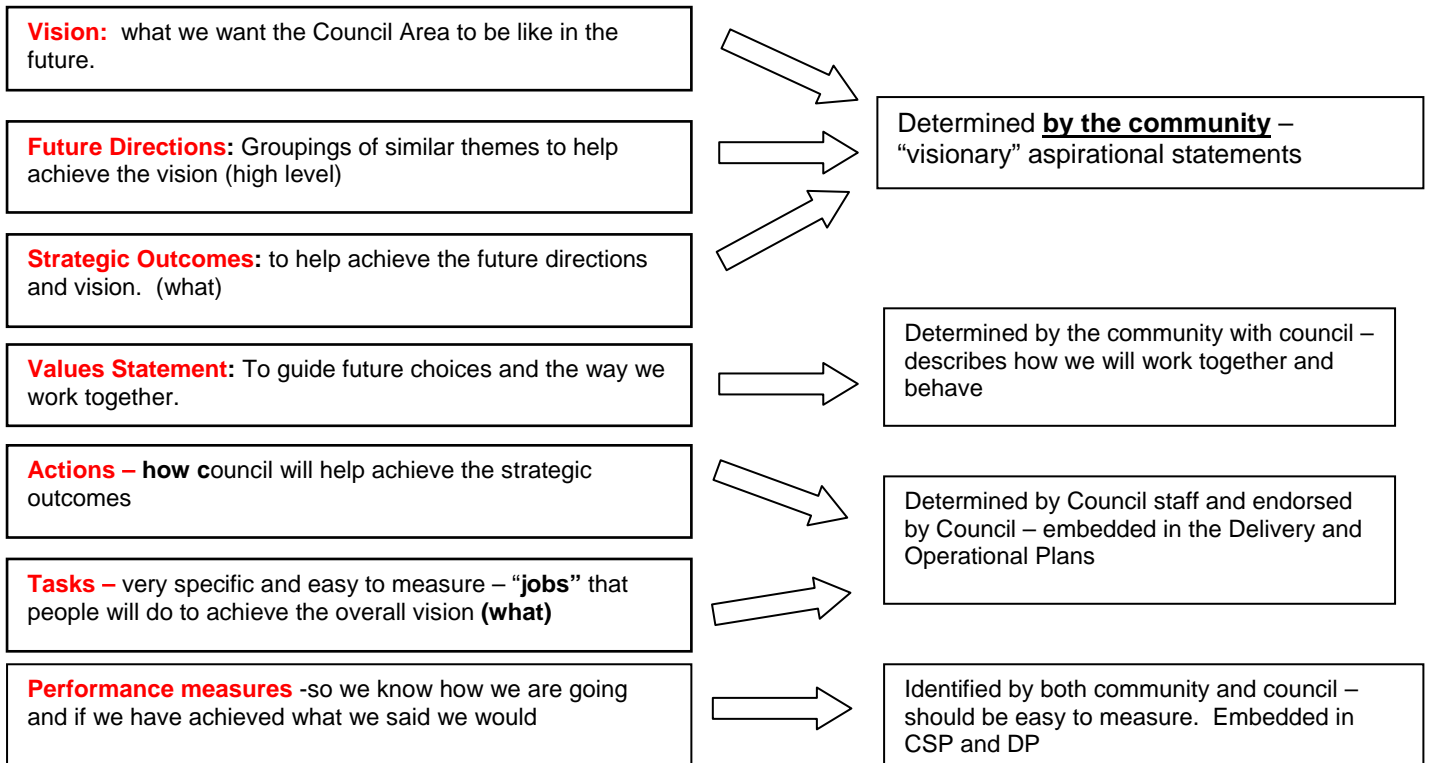 Vision: what we want the Council Area to be like in the
future.
Future Directions: Groupings of similar themes to help
achieve the vision (high level)
Strategic Outcomes: to help achieve the future directions
and vision. (what)
Values Statement: To guide future choices and the way we
work together.
Actions – how council will help achieve the strategic
outcomes
Tasks – very specific and easy to measure – “jobs” that
people will do to achieve the overall vision (what)
Performance measures -so we know how we are going
and if we have achieved what we said we would
Determined by the community –
“visionary” aspirational statements
Determined by the community with council –
describes how we will work together and
behave
Determined by Council staff and endorsed
by Council – embedded in the Delivery and
Operational Plans
Identified by both community and council –
should be easy to measure. Embedded in
CSP and DP